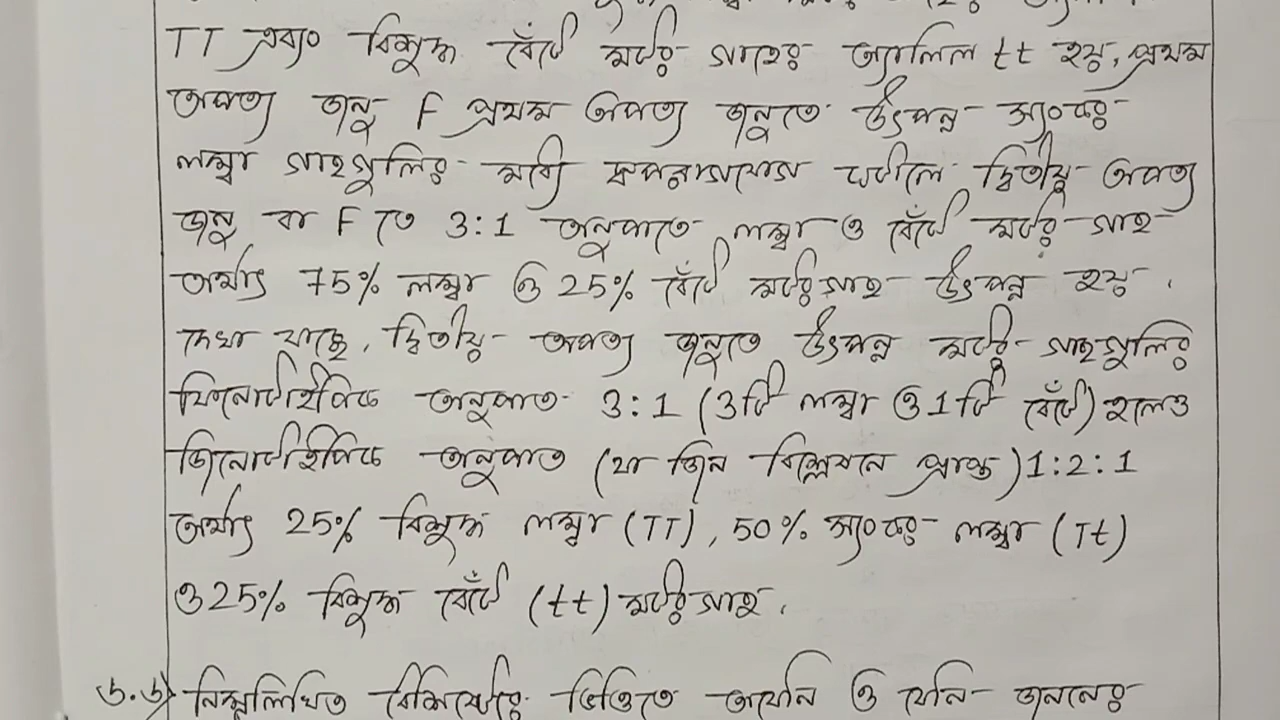 TT এবং বিশুদ্ধ বেঁটে মটর গাছের অ্যালিল tt হয়, প্রথম
অপত্য জনু F প্রথম অপত্য জনুতে উৎপন্ন সংকর
লম্বা গাছগুলির মধ্যে স্বপরাগযোগ ঘটালে দ্বিতীয় অপত্য
জনু বা F তে 3:1 অনুপাতে লম্বা ও বেঁটে মটর গাছ
অর্থাৎ 75% লম্বা ও 25% বেঁটে মটরগাছ উৎপন্ন হয়.
দেখা যাচ্ছে, দ্বিতীয় অপত্য জনুতে উৎপন্ন মটর গাছগুলির
ফিনোটাইপিক অনুপাত 3:1 (3টি লম্বা ও 1টি বেঁটে) হলেও
জিনোটাইপিক অনুপাত (যা জিন বিশ্লেষনে প্রাপ্ত) 1:2:1
অর্থাৎ 25% বিশুদ্ধ লম্বা (TT), 50% সংকর লম্বা (Tt)
ও 25% বিশুদ্ধ বেঁটে (tt) মটরগাছ.
নিম্নলিখিত বৈশিষ্ট্যের ভিত্তিতে অযৌন ও যৌন জননের